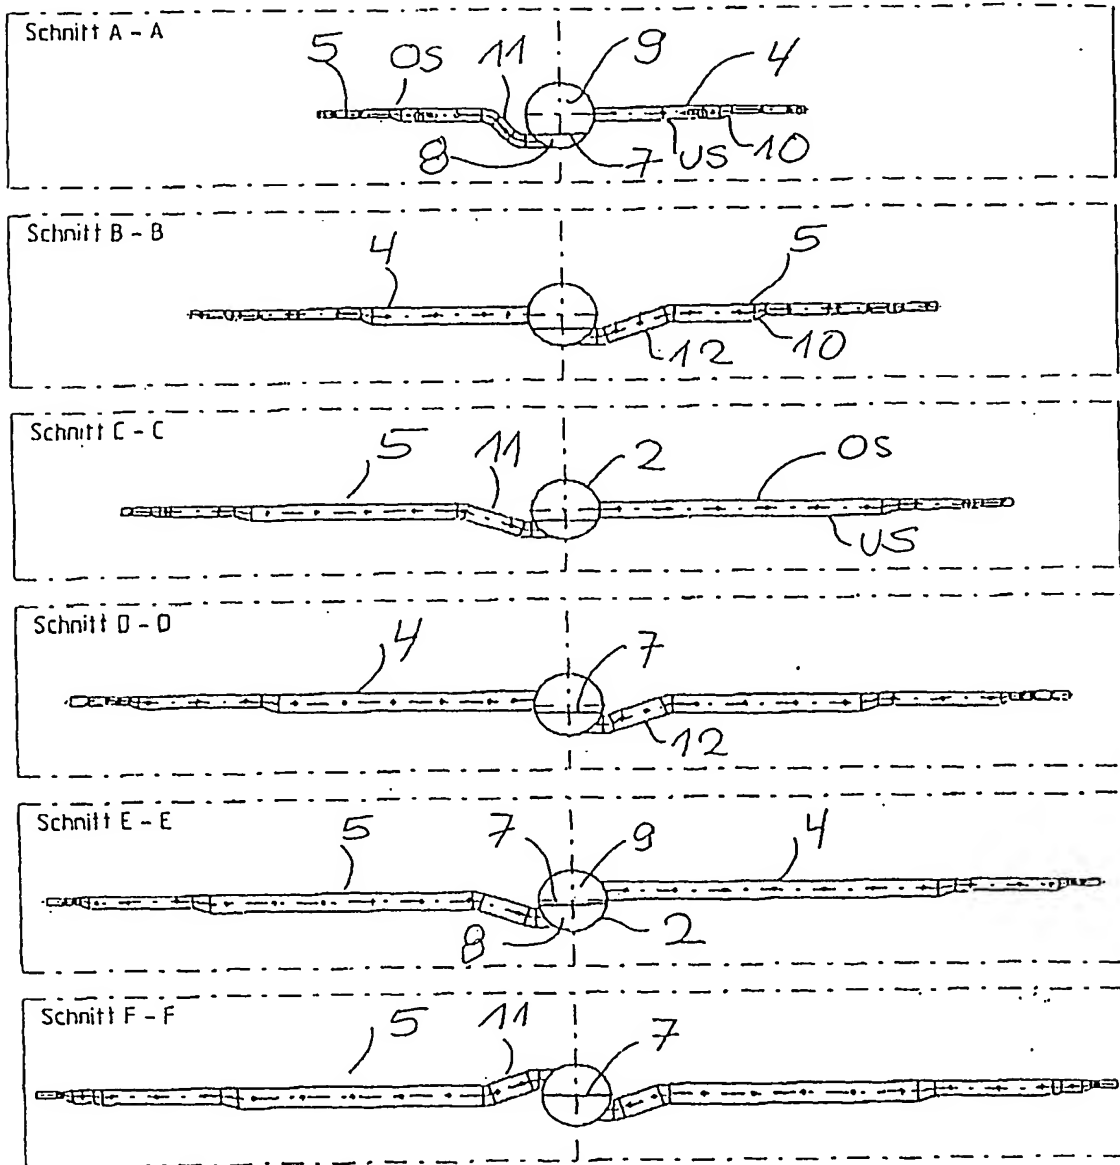 Schnitt A - A
5 OS 11 9 4
8 7 US 10
Schnitt B - B
4 5
12 10
Schnitt C - C
5 11 2 OS
US
Schnitt D - D
4 7
12
Schnitt E - E
5 7 9 4
8 2
Schnitt F - F
5 11 7